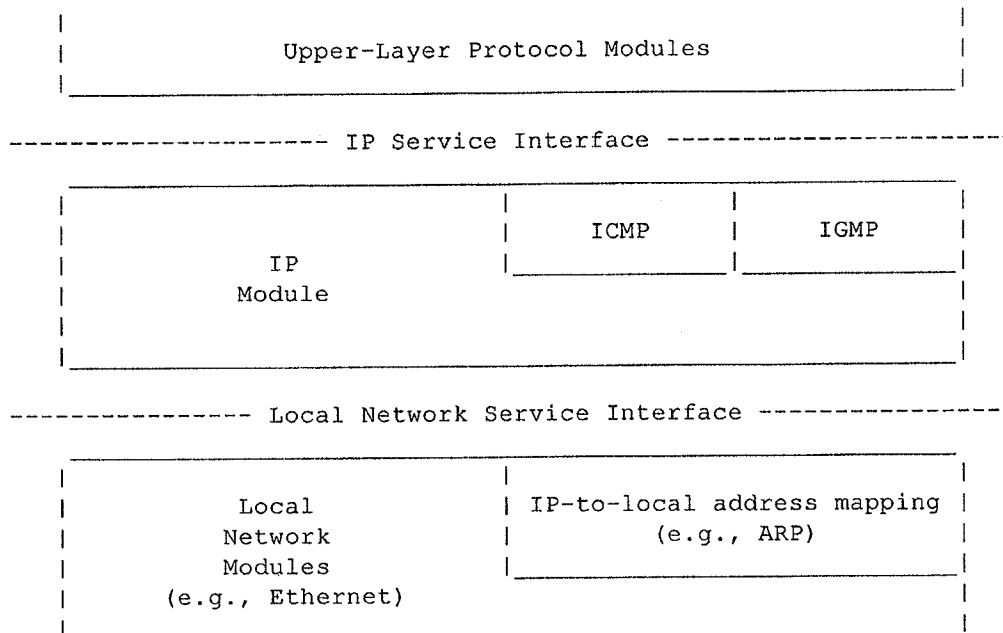 Upper-Layer Protocol Modules
--------------------- IP Service Interface ----------------------
ICMP IGMP
IP
Module
---------------- Local Network Service Interface ----------------
Local IP-to-local address mapping
Network (e.g., ARP)
Modules
(e.g., Ethernet)